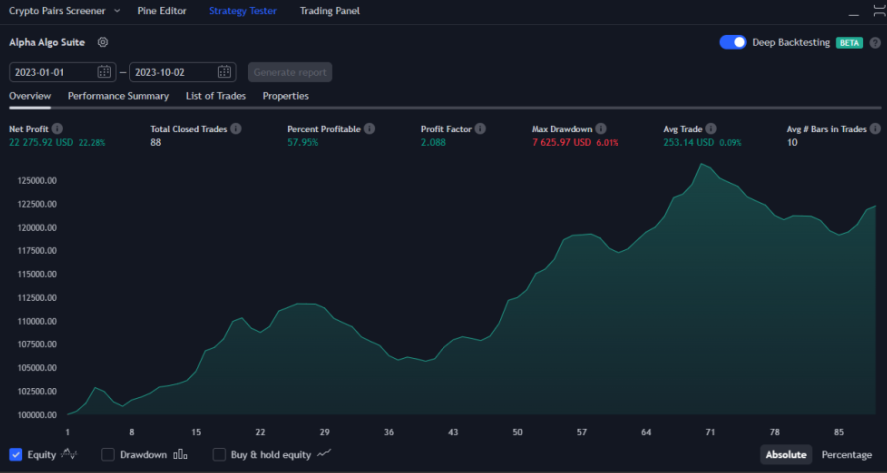 Crypto Pairs Screener Pine Editor Strategy Tester Trading Panel
Alpha Algo Suite Deep Backtesting BETA ?
2023-01-01 — 2023-10-02 Generate report
Overview Performance Summary List of Trades Properties
Net Profit Total Closed Trades Percent Profitable Profit Factor Max Drawdown Avg Trade Avg # Bars in Trades
22 275.92 USD 22.28% 88 57.95% 2.088 7 625.97 USD 6.01% 253.14 USD 0.09% 10
125000.00
122500.00
120000.00
117500.00
115000.00
112500.00
110000.00
107500.00
105000.00
102500.00
100000.00
1 8 15 22 29 36 43 50 57 64 71 78 85
Equity Drawdown Buy & hold equity Absolute Percentage